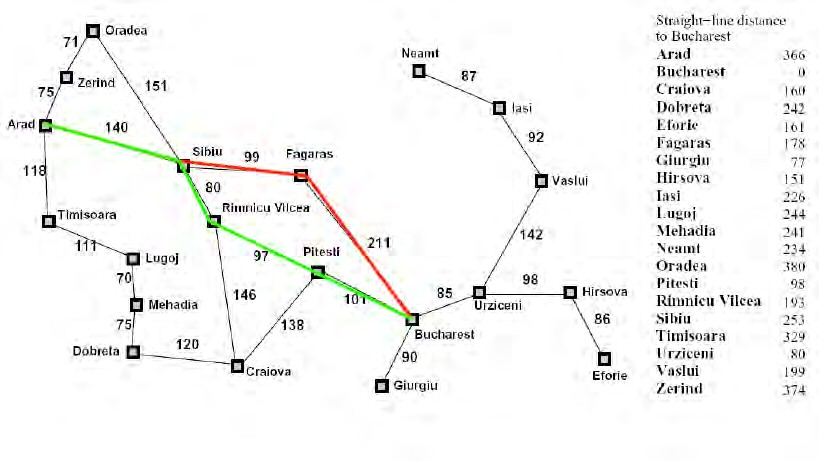 Oradea
71
Zerind
151
75
Arad
140
Sibiu
99
Fagaras
118
80
Rimnicu Vilcea
Timisoara
111
Lugoj
97
Pitesti
211
70
146
101
Mehadia
138
75
Dobreta
120
Craiova
Bucharest
90
Giurgiu
Neamt
87
Iasi
92
Vaslui
142
85
98
Urziceni
Hirsova
86
Eforie
Straight-line distance
to Bucharest
Arad 366
Bucharest 0
Craiova 160
Dobreta 242
Eforie 161
Fagaras 178
Giurgiu 77
Hirsova 151
Iasi 226
Lugoj 244
Mehadia 241
Neamt 234
Oradea 380
Pitesti 98
Rimnicu Vilcea 193
Sibiu 253
Timisoara 329
Urziceni 80
Vaslui 199
Zerind 374